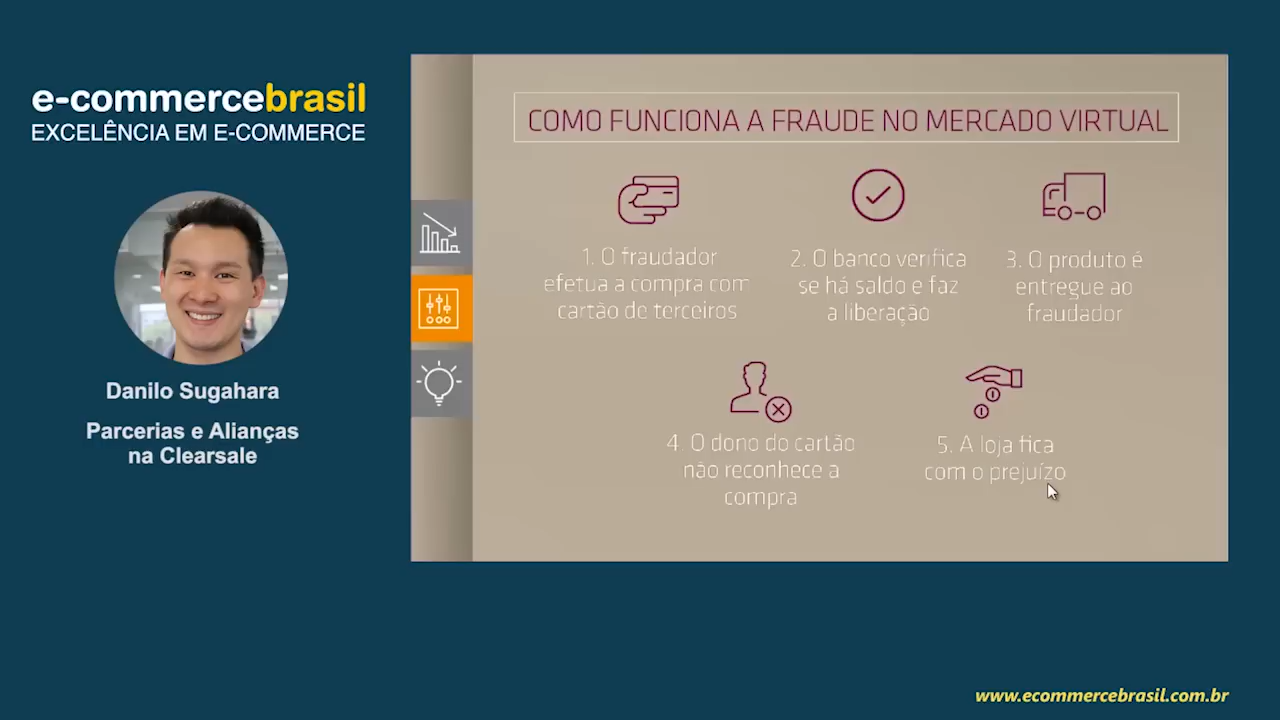 e-commercebrasil
EXCELÊNCIA EM E-COMMERCE
Danilo Sugahara
Parcerias e Alianças
na Clearsale
COMO FUNCIONA A FRAUDE NO MERCADO VIRTUAL
1. O fraudador
efetua a compra com
cartão de terceiros
2. O banco verifica
se há saldo e faz
a liberação
3. O produto é
entregue ao
fraudador
4. O dono do cartão
não reconhece a
compra
5. A loja fica
com o prejuízo
www.ecommercebrasil.com.br